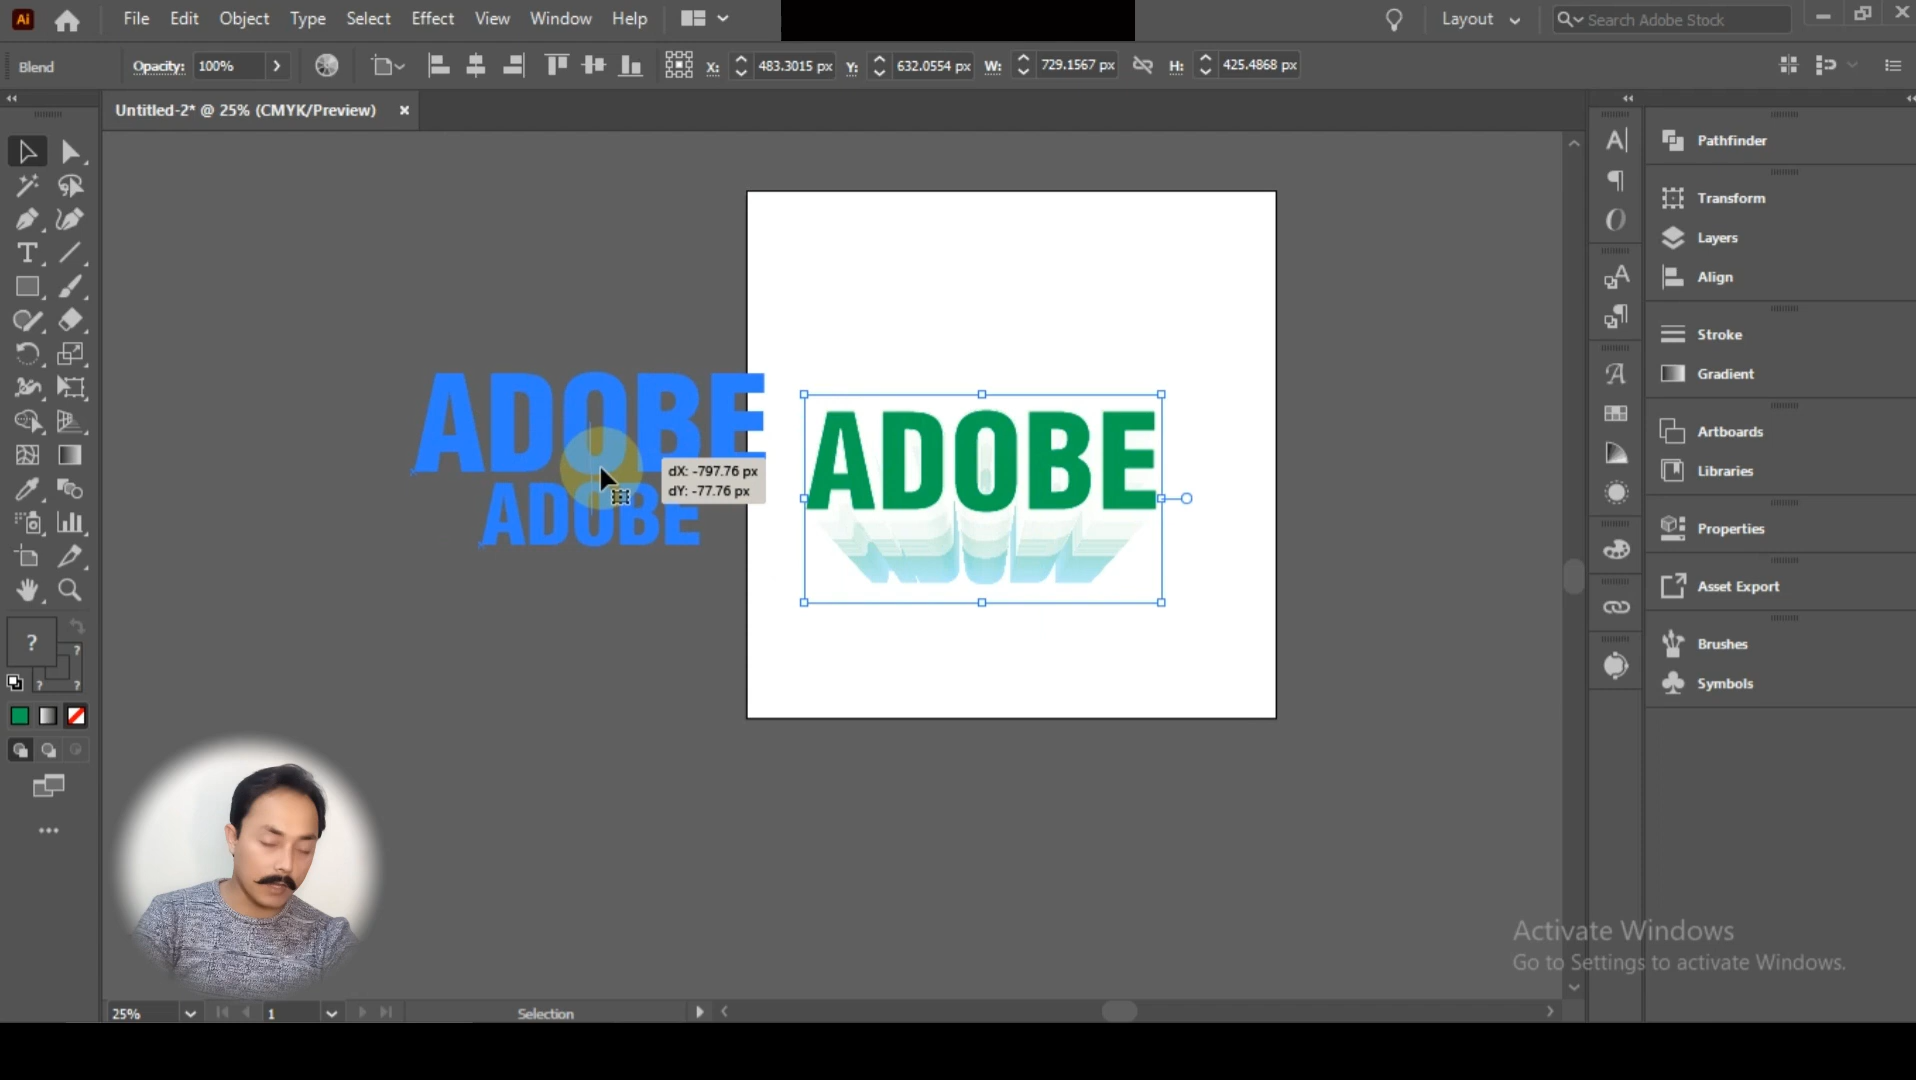 Ai File Edit Object Type Select Effect View Window Help Layout Search Adobe Stock
Blend Opacity: 100% X: 483.3015 px Y: 632.0554 px W: 729.1567 px H: 425.4868 px
Untitled-2* @ 25% (CMYK/Preview)
Pathfinder
Transform
Layers
Align
Stroke
Gradient
Artboards
Libraries
Properties
Asset Export
Brushes
Symbols
ADOBE
ADOBE
dX: -797.76 px
dY: -77.76 px
ADOBE
Activate Windows
Go to Settings to activate Windows.
25% 1 Selection